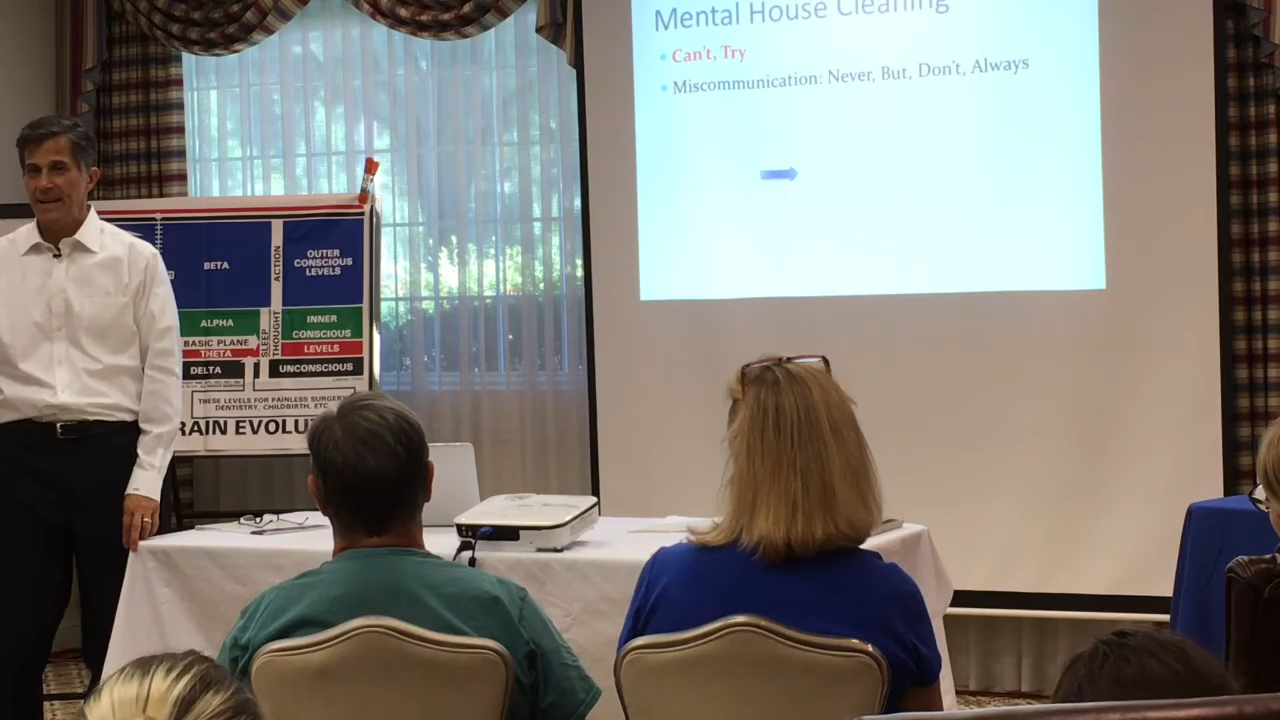 Mental House Cleaning
Can't, Try
Miscommunication: Never, But, Don't, Always
BETA
ACTION
OUTER
CONSCIOUS
LEVELS
ALPHA
BASIC PLANE
THETA
DELTA
SLEEP
THOUGHT
INNER
CONSCIOUS
LEVELS
UNCONSCIOUS
THESE LEVELS FOR PAINLESS SURGERY
DENTISTRY, CHILDBIRTH, ETC.
RAIN EVOLU